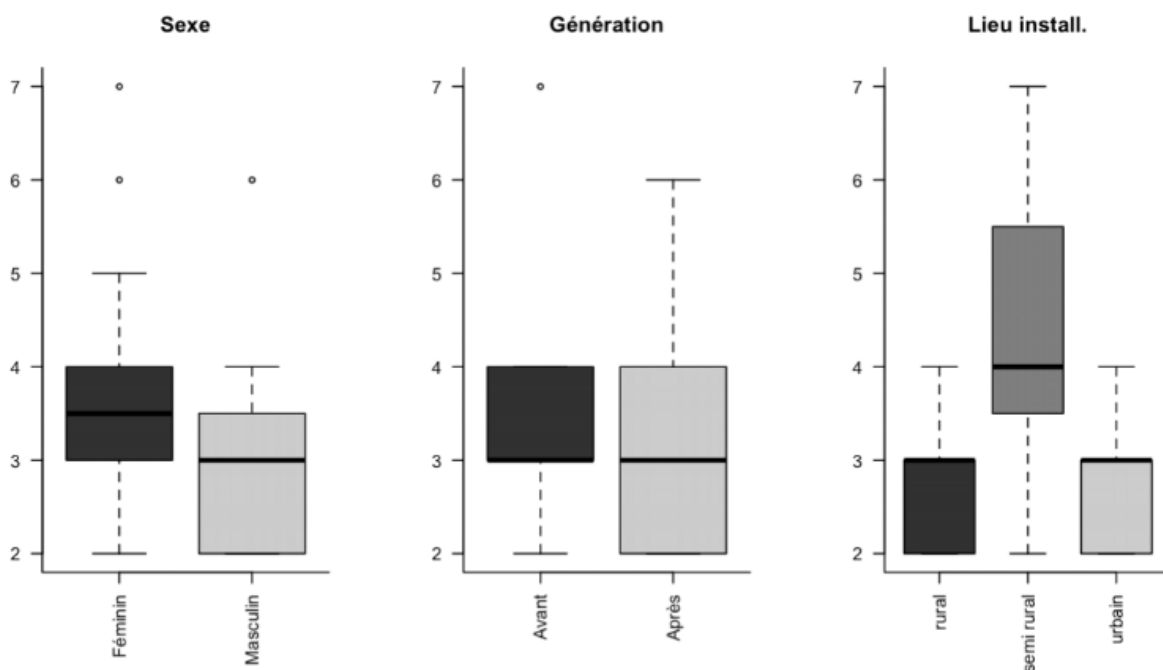 Sexe
7
6
5
4
3
2
Féminin
Masculin
Génération
7
6
5
4
3
2
Avant
Après
Lieu install.
7
6
5
4
3
2
rural
semi rural
urbain